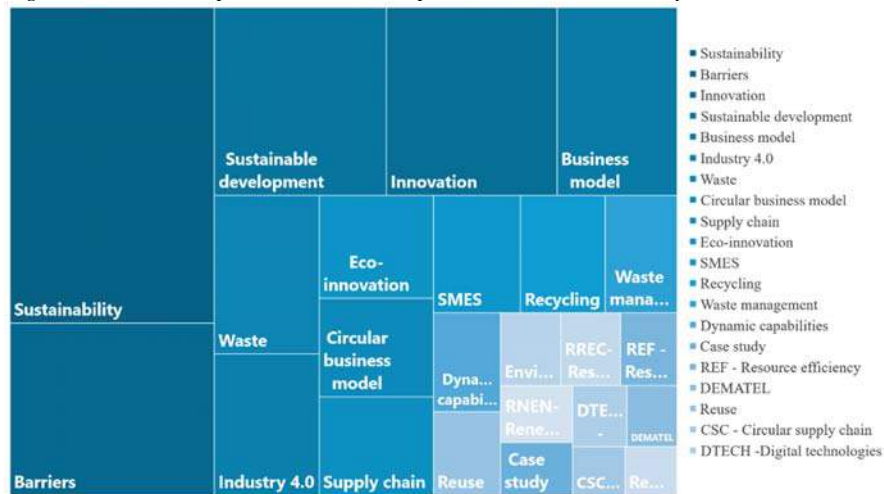 Sustainable
development
Innovation
Business
model
Sustainability
Eco-
innovation
SMES
Recycling
Waste
mana...
Waste
Circular
business
model
Dyna...
capabi...
Envi...
RREC-
Res...
REF -
Res...
RNEN-
Rene...
DTE...
-
DEMATEL
Barriers
Industry 4.0
Supply chain
Reuse
Case
study
CSC...
Re...
Sustainability
Barriers
Innovation
Sustainable development
Business model
Industry 4.0
Waste
Circular business model
Supply chain
Eco-innovation
SMES
Recycling
Waste management
Dynamic capabilities
Case study
REF - Resource efficiency
DEMATEL
Reuse
CSC - Circular supply chain
DTECH -Digital technologies